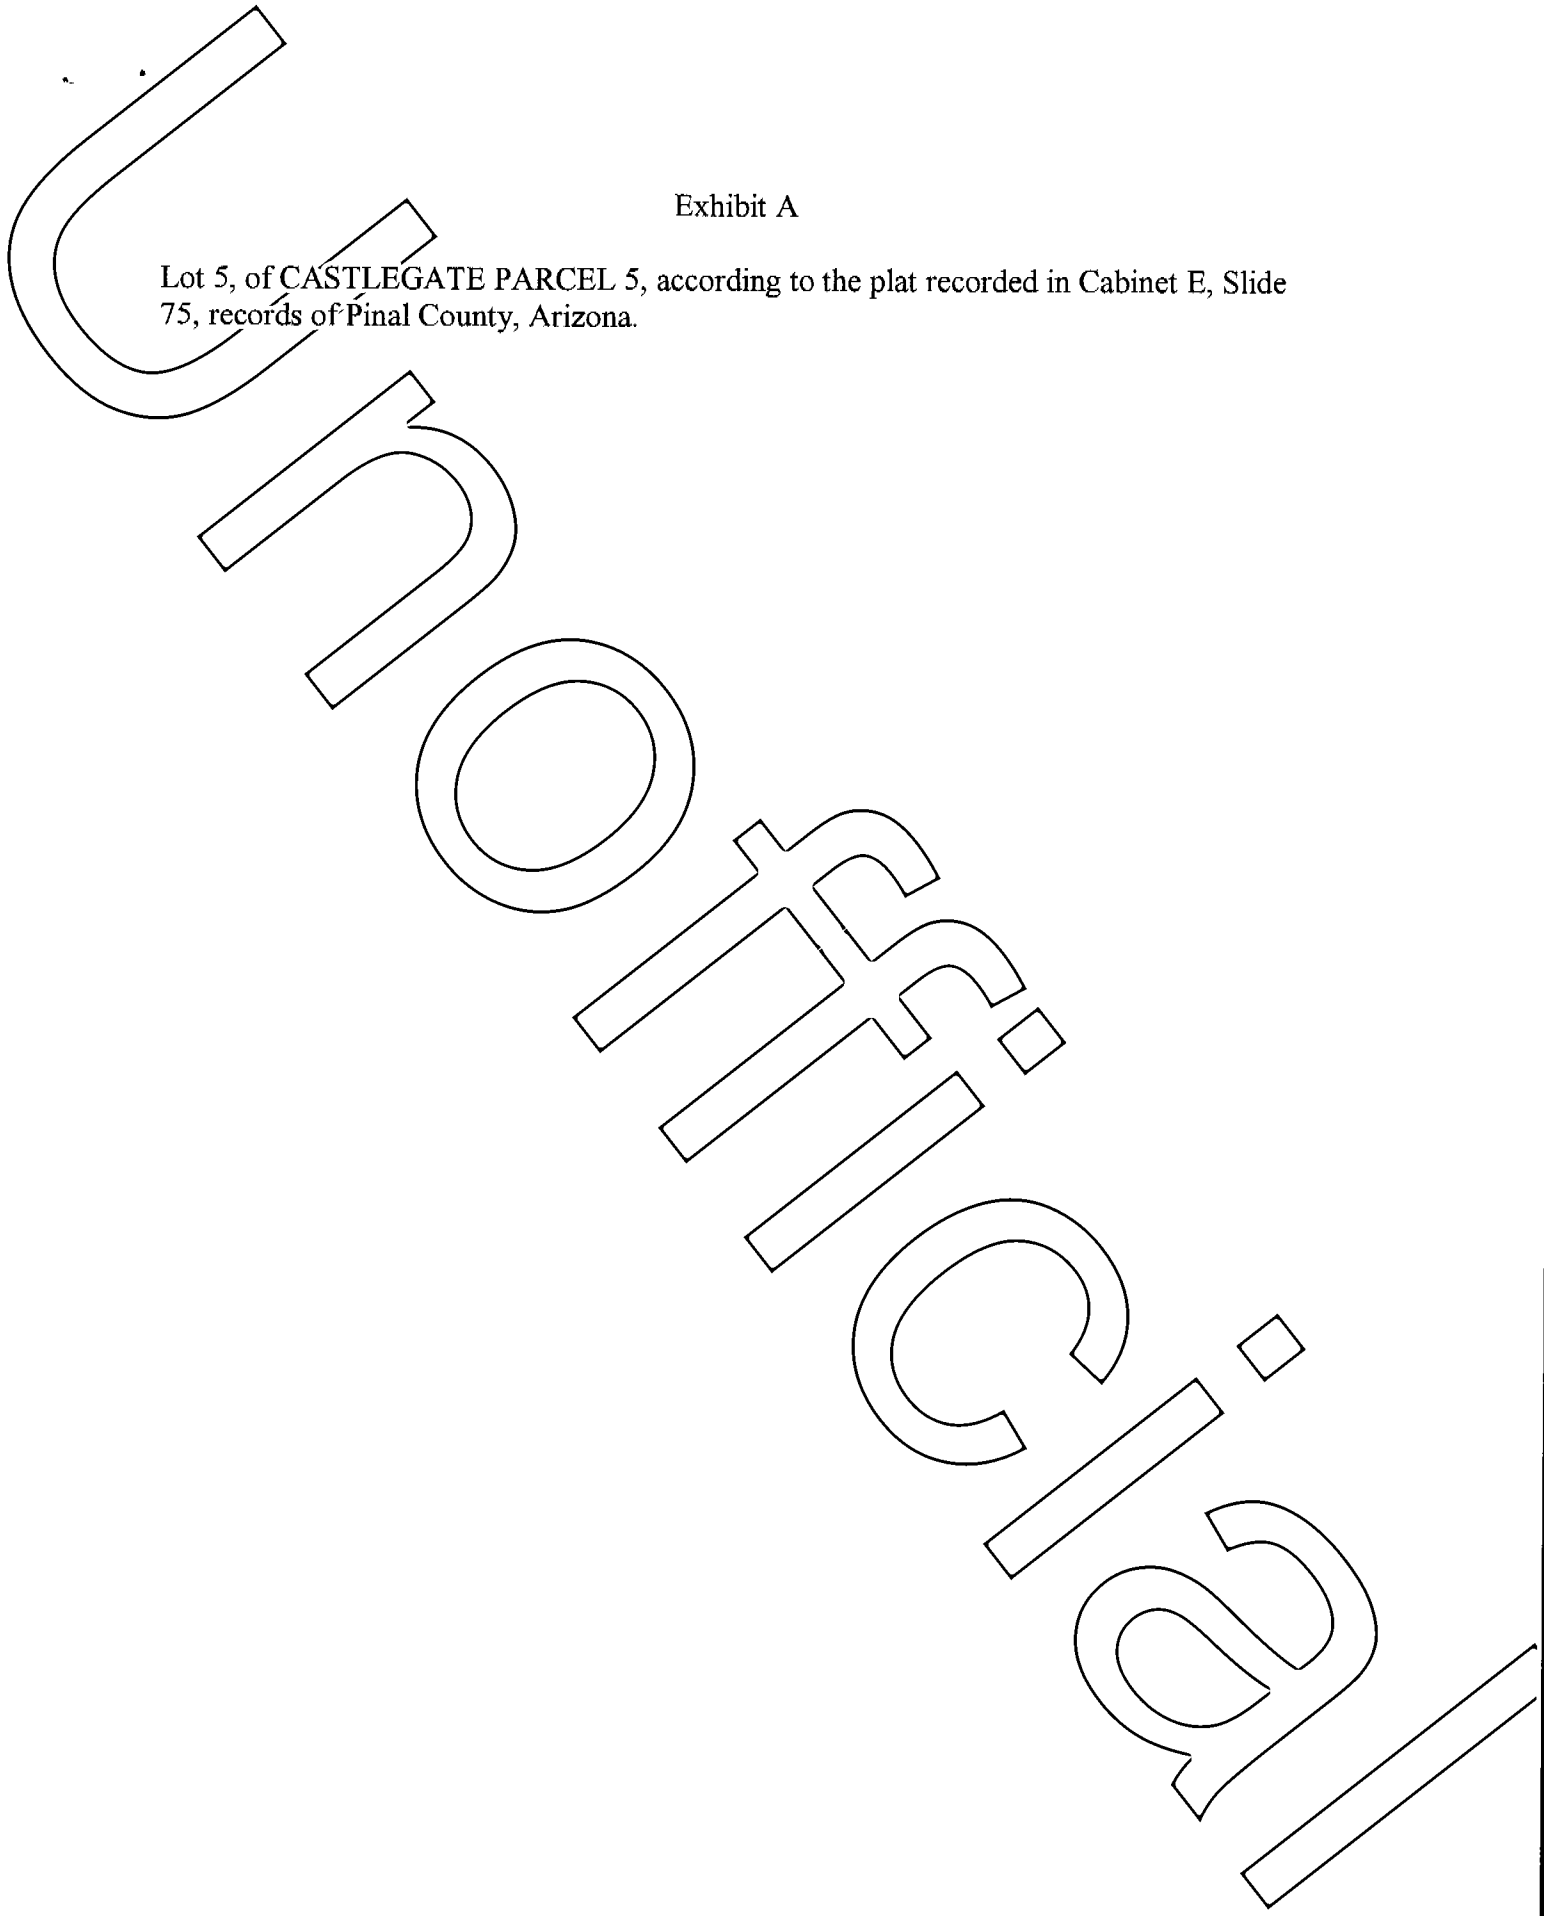 Exhibit A
Lot 5, of CASTLEGATE PARCEL 5, according to the plat recorded in Cabinet E, Slide
75, records of Pinal County, Arizona.
Unofficial